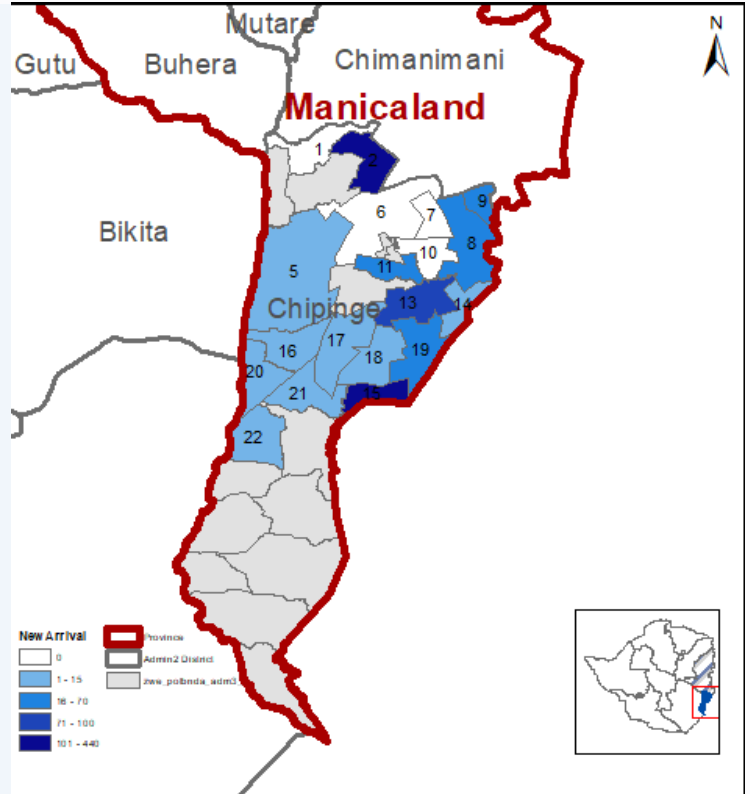 Mutare
N
Gutu
Buhera
Chimanimani
Manicaland
1
2
9
6
7
Bikita
8
10
11
5
13
14
Chipinge
17
16
18
19
20
21
15
22
New Arrival
0
1 - 15
16 - 70
71 - 100
101 - 440
Province
Admin2 District
zwe_polbnda_adm3